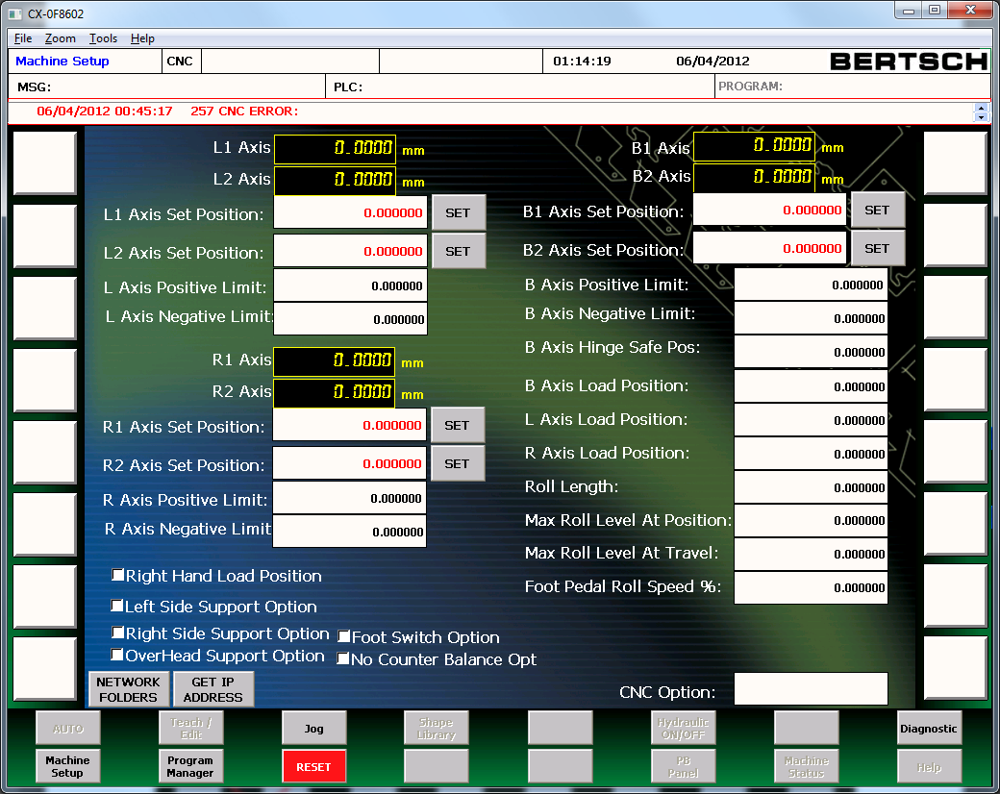 CX-0F8602
File Zoom Tools Help
Machine Setup CNC 01:14:19 06/04/2012 BERTSCH
MSG: PLC: PROGRAM:
06/04/2012 00:45:17 257 CNC ERROR:
L1 Axis 0.0000 mm
L2 Axis 0.0000 mm
L1 Axis Set Position: 0.000000 SET
L2 Axis Set Position: 0.000000 SET
L Axis Positive Limit: 0.000000
L Axis Negative Limit: 0.000000
R1 Axis 0.0000 mm
R2 Axis 0.0000 mm
R1 Axis Set Position: 0.000000 SET
R2 Axis Set Position: 0.000000 SET
R Axis Positive Limit: 0.000000
R Axis Negative Limit 0.000000
Right Hand Load Position
Left Side Support Option
Right Side Support Option Foot Switch Option
OverHead Support Option No Counter Balance Opt
NETWORK FOLDERS GET IP ADDRESS
B1 Axis 0.0000 mm
B2 Axis 0.0000 mm
B1 Axis Set Position: 0.000000 SET
B2 Axis Set Position: 0.000000 SET
B Axis Positive Limit: 0.000000
B Axis Negative Limit: 0.000000
B Axis Hinge Safe Pos: 0.000000
B Axis Load Position: 0.000000
L Axis Load Position: 0.000000
R Axis Load Position: 0.000000
Roll Length: 0.000000
Max Roll Level At Position: 0.000000
Max Roll Level At Travel: 0.000000
Foot Pedal Roll Speed %: 0.000000
CNC Option:
AUTO Teach / Edit Jog Shape Library Hydraulic ON/OFF Diagnostic
Machine Setup Program Manager RESET PB Panel Machine Status Help